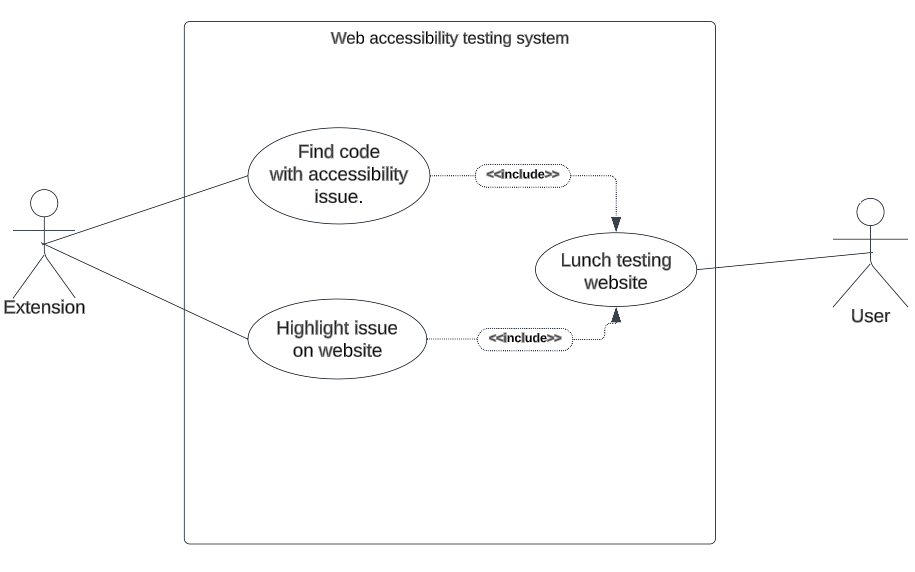 Web accessibility testing system
Find code
with accessibility
issue.
<<include>>
Lunch testing
website
Extension
User
Highlight issue
on website
<<include>>